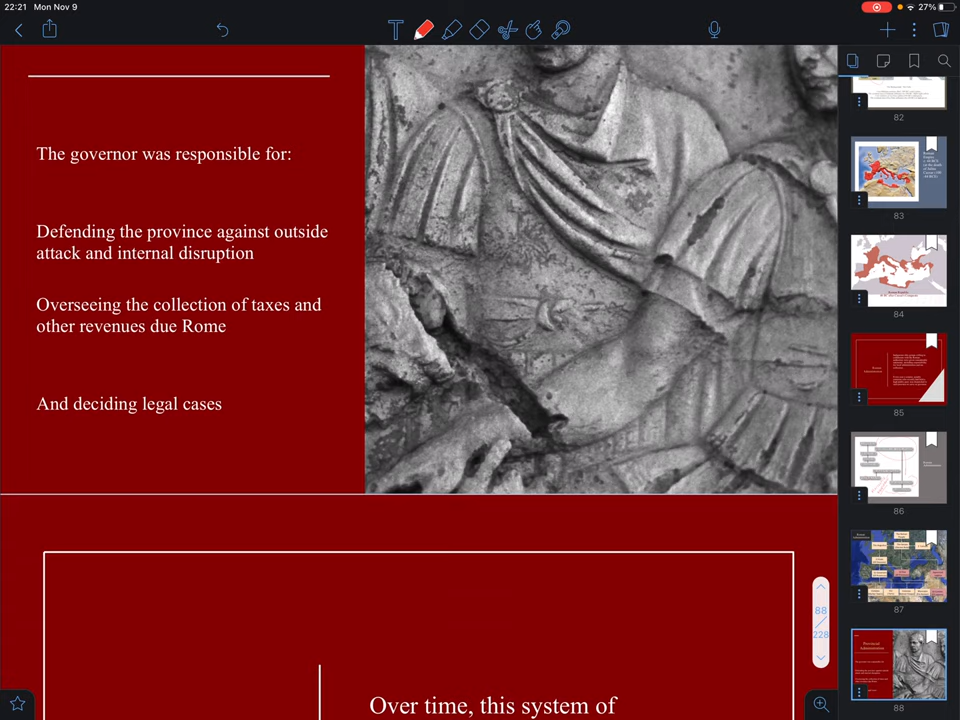 22:21 Mon Nov 9
27%
T
The governor was responsible for:
Defending the province against outside
attack and internal disruption
Overseeing the collection of taxes and
other revenues due Rome
And deciding legal cases
Over time, this system of
88
228
82
83
84
85
86
87
Provincial
Administration
88